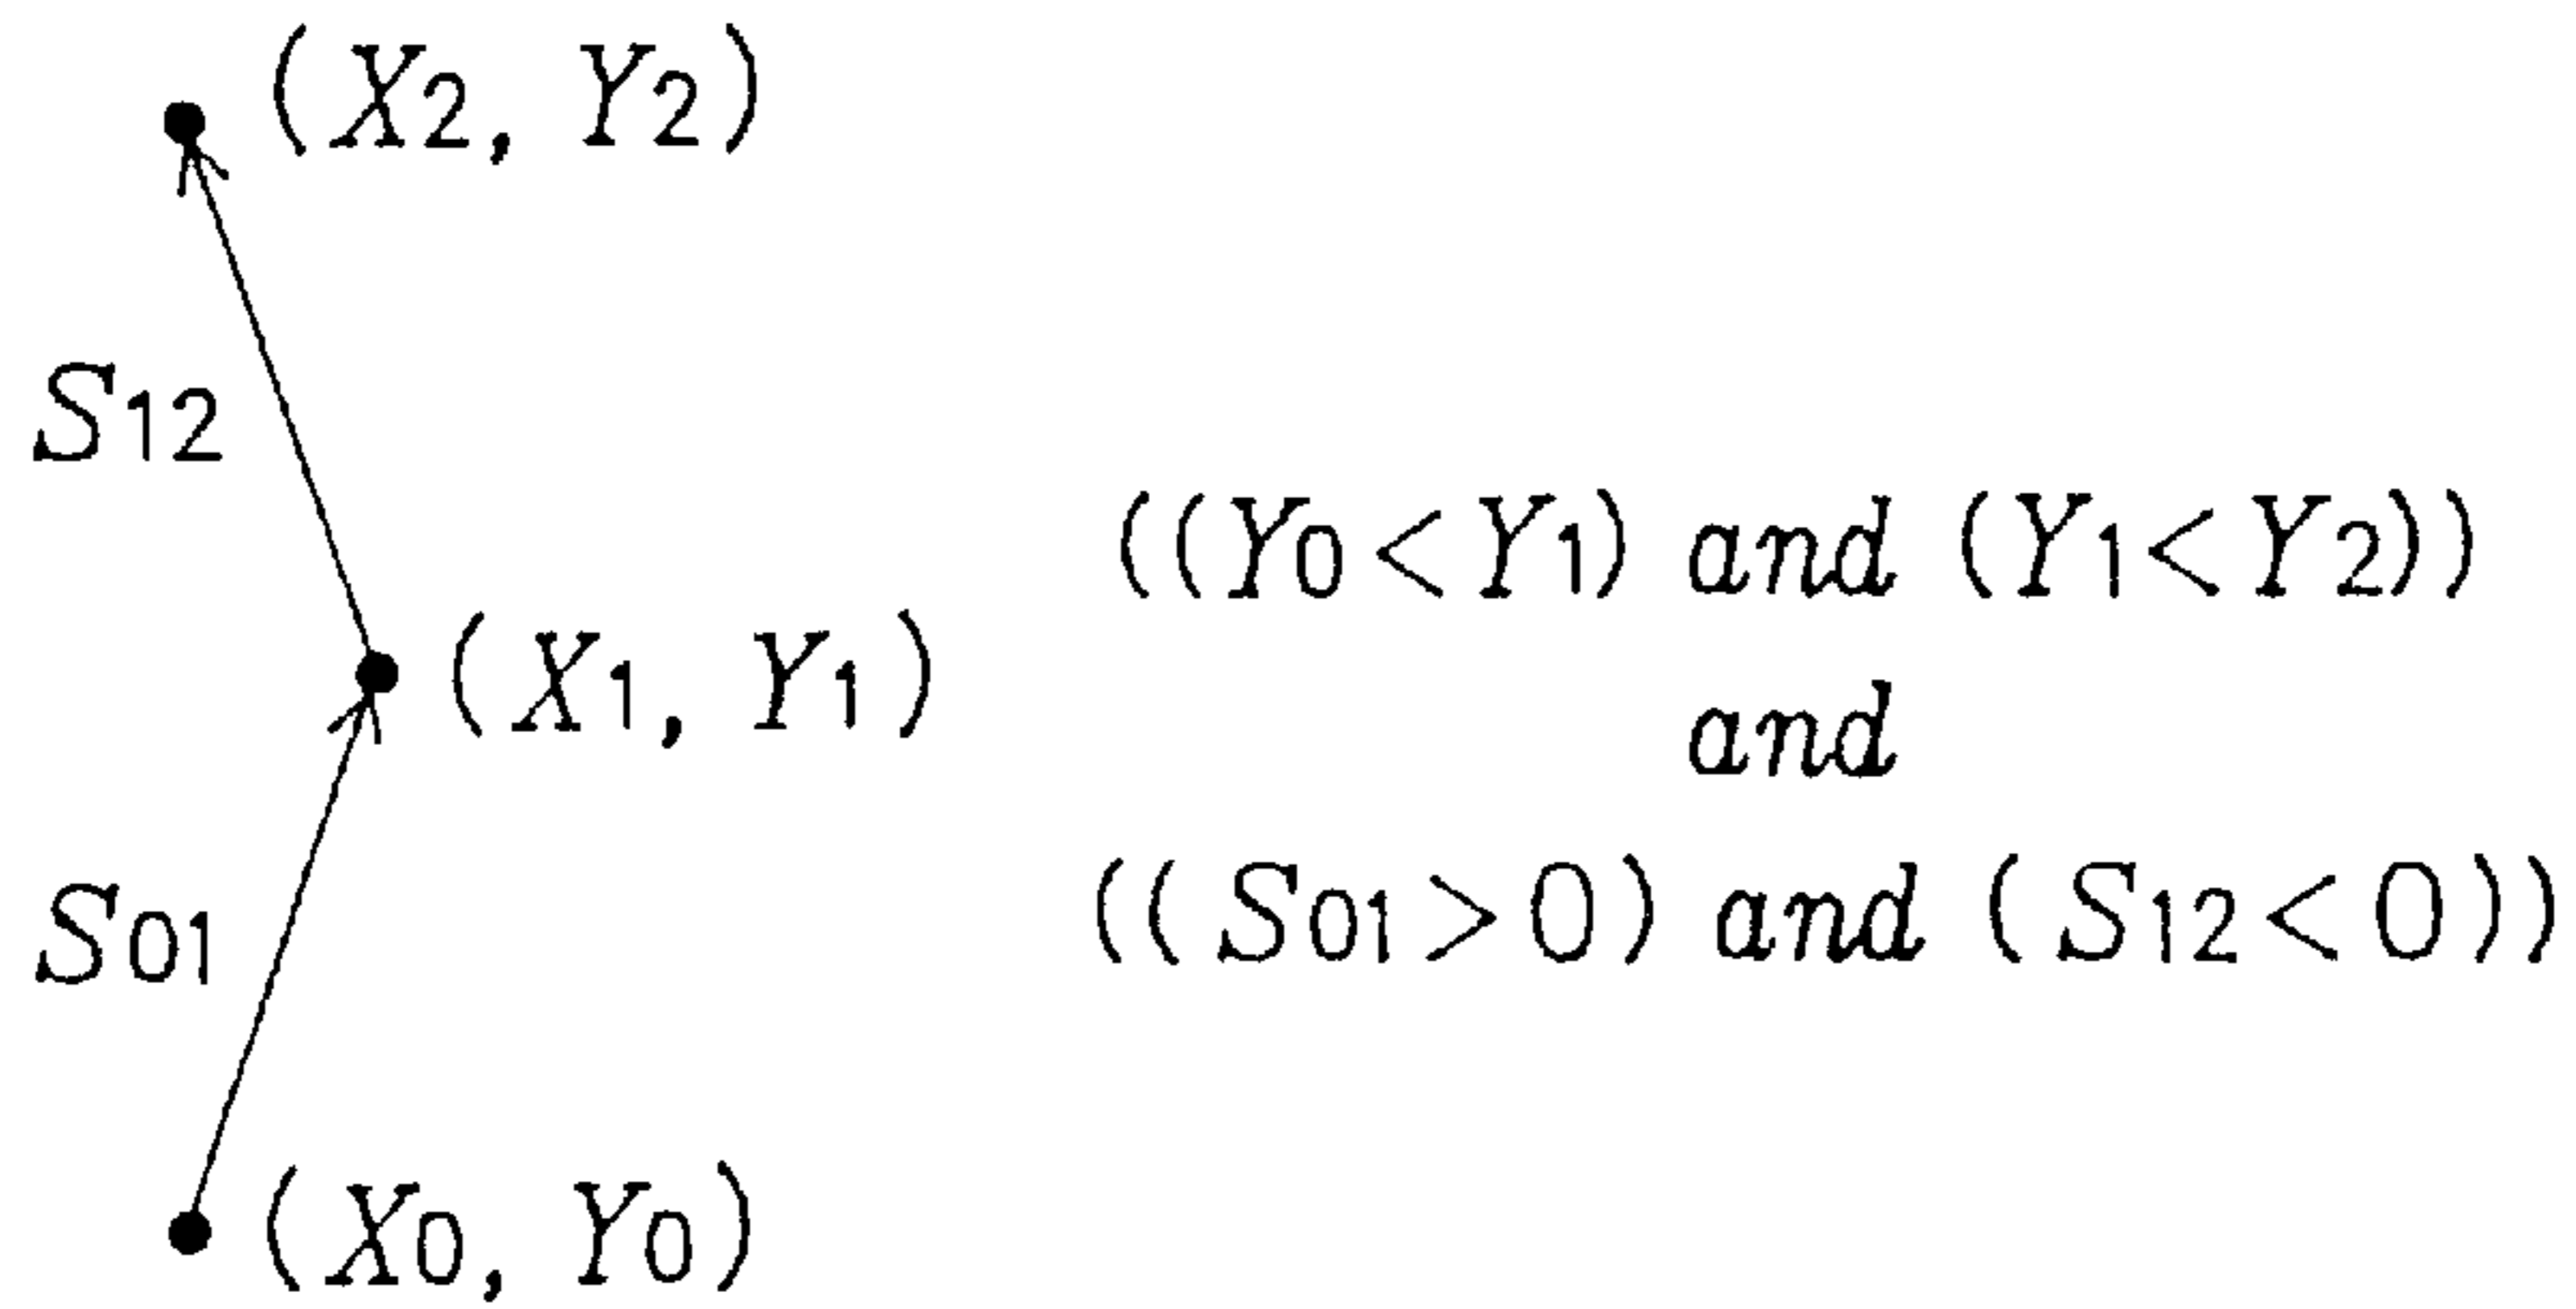 (X2, Y2)
S12
((Y0<Y1) and (Y1<Y2))
(X1, Y1)
and
((S01>0) and (S12<0))
S01
(X0, Y0)